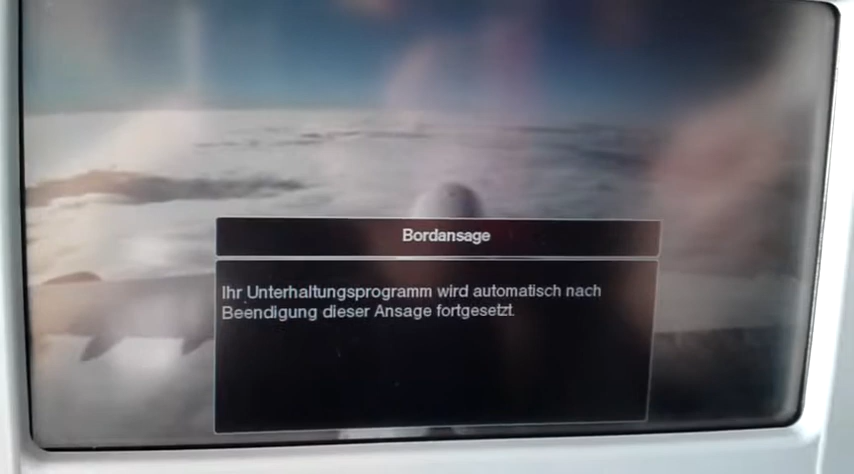 Bordansage
Ihr Unterhaltungsprogramm wird automatisch nach
Beendigung dieser Ansage fortgesetzt.